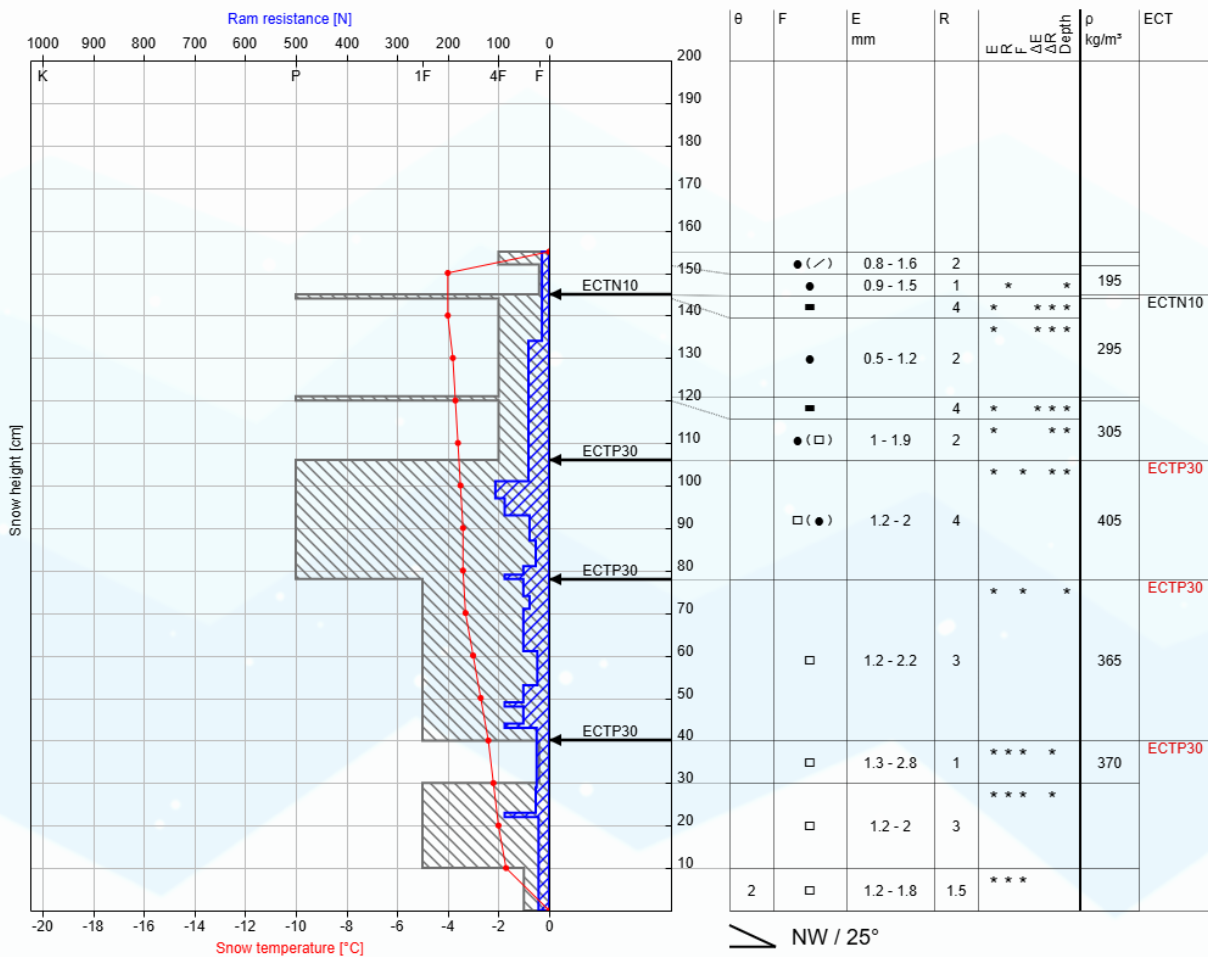 Ram resistance [N]
1000 900 800 700 600 500 400 300 200 100 0
K P 1F 4F F
θ F E mm R E R F ΔE ΔR Depth ρ kg/m³ ECT
200
190
180
170
160
150
140
130
120
110
100
90
80
70
60
50
40
30
20
10
Snow height [cm]
ECTN10
ECTP30
ECTP30
ECTP30
● ( ∕ ) 0.8 - 1.6 2
● 0.9 - 1.5 1 * * 195
■ 4 * * * * ECTN10
● 0.5 - 1.2 2 * * * * 295
■ 4 * * * *
● ( □ ) 1 - 1.9 2 * * * 305
□ ( ● ) 1.2 - 2 4 * * * * 405 ECTP30
□ 1.2 - 2.2 3 * * * 365 ECTP30
□ 1.3 - 2.8 1 * * * * 370 ECTP30
□ 1.2 - 2 3 * * * *
2 □ 1.2 - 1.8 1.5 * * *
-20 -18 -16 -14 -12 -10 -8 -6 -4 -2 0
Snow temperature [°C]
NW / 25°